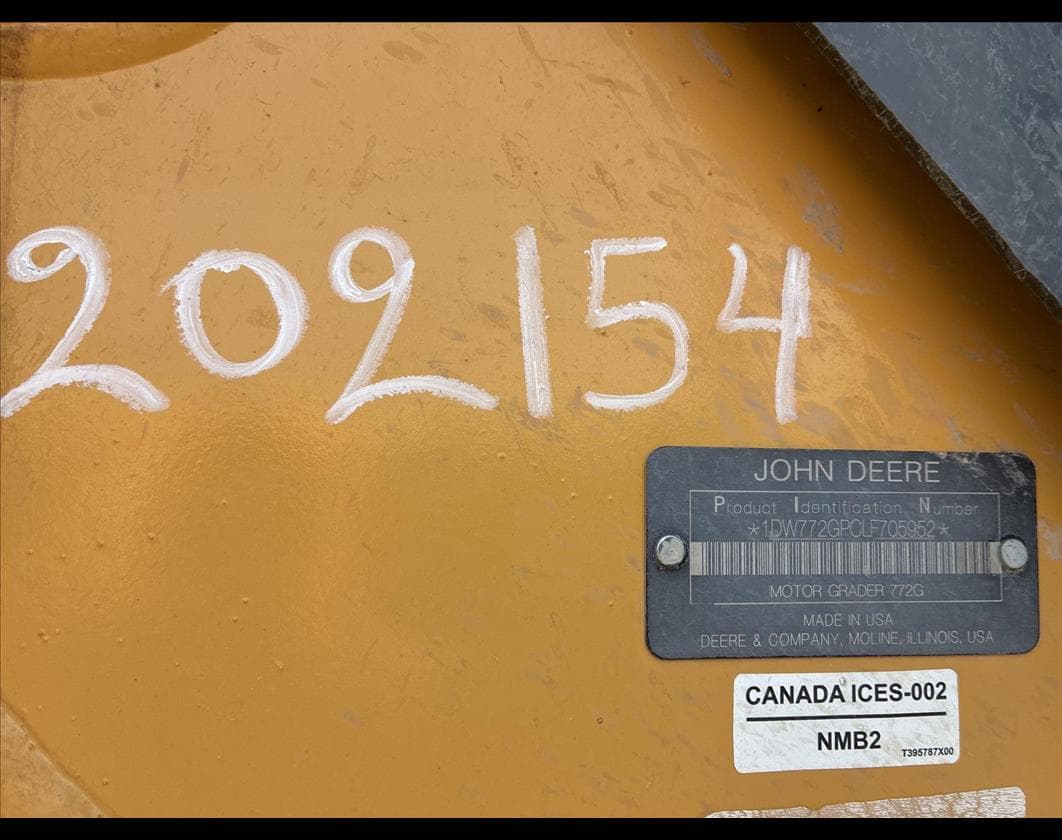 202154
JOHN DEERE
Product Identification Number
*1DW772GPCLF705952*
MOTOR GRADER 772G
MADE IN USA
DEERE & COMPANY, MOLINE, ILLINOIS, USA
CANADA ICES-002
NMB2
T395787X00